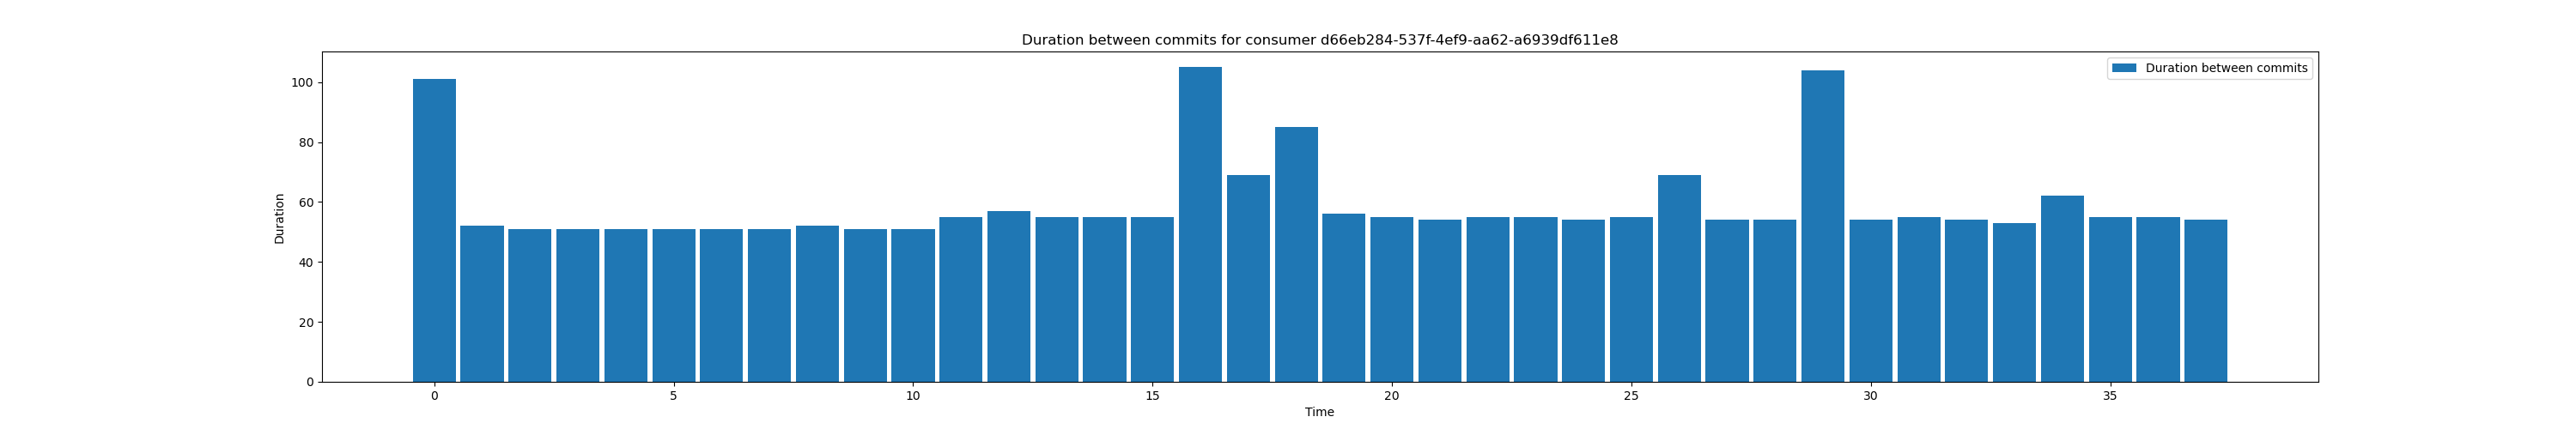 Duration between commits for consumer d66eb284-537f-4ef9-aa62-a6939df611e8
Duration between commits
100
80
60
40
20
0
Duration
0 5 10 15 20 25 30 35
Time